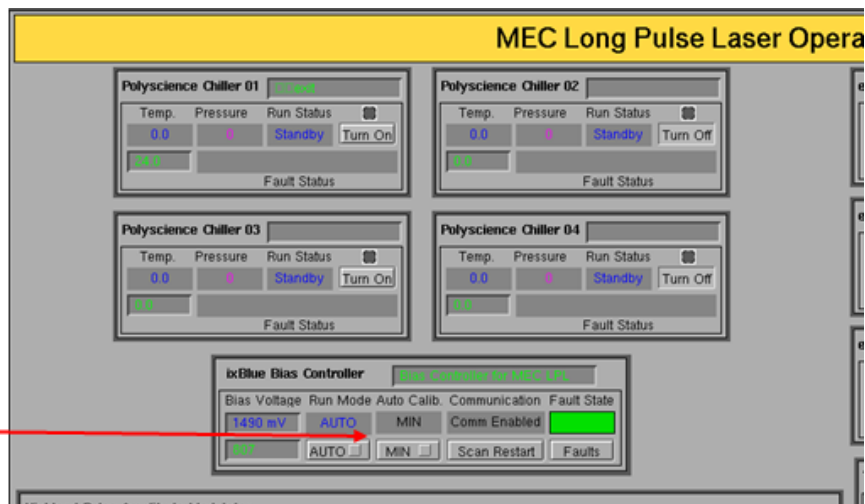 MEC Long Pulse Laser Opera
Polyscience Chiller 01
Temp. Pressure Run Status
0.0 0 Standby Turn On
24.0
Fault Status
Polyscience Chiller 02
Temp. Pressure Run Status
0.0 0 Standby Turn Off
0.0
Fault Status
Polyscience Chiller 03
Temp. Pressure Run Status
0.0 0 Standby Turn On
0.0
Fault Status
Polyscience Chiller 04
Temp. Pressure Run Status
0.0 0 Standby Turn Off
0.0
Fault Status
ixBlue Bias Controller Bias Controller for MEC LPL
Bias Voltage Run Mode Auto Calib. Communication Fault State
1490 mV AUTO MIN Comm Enabled
AUTO MIN Scan Restart Faults